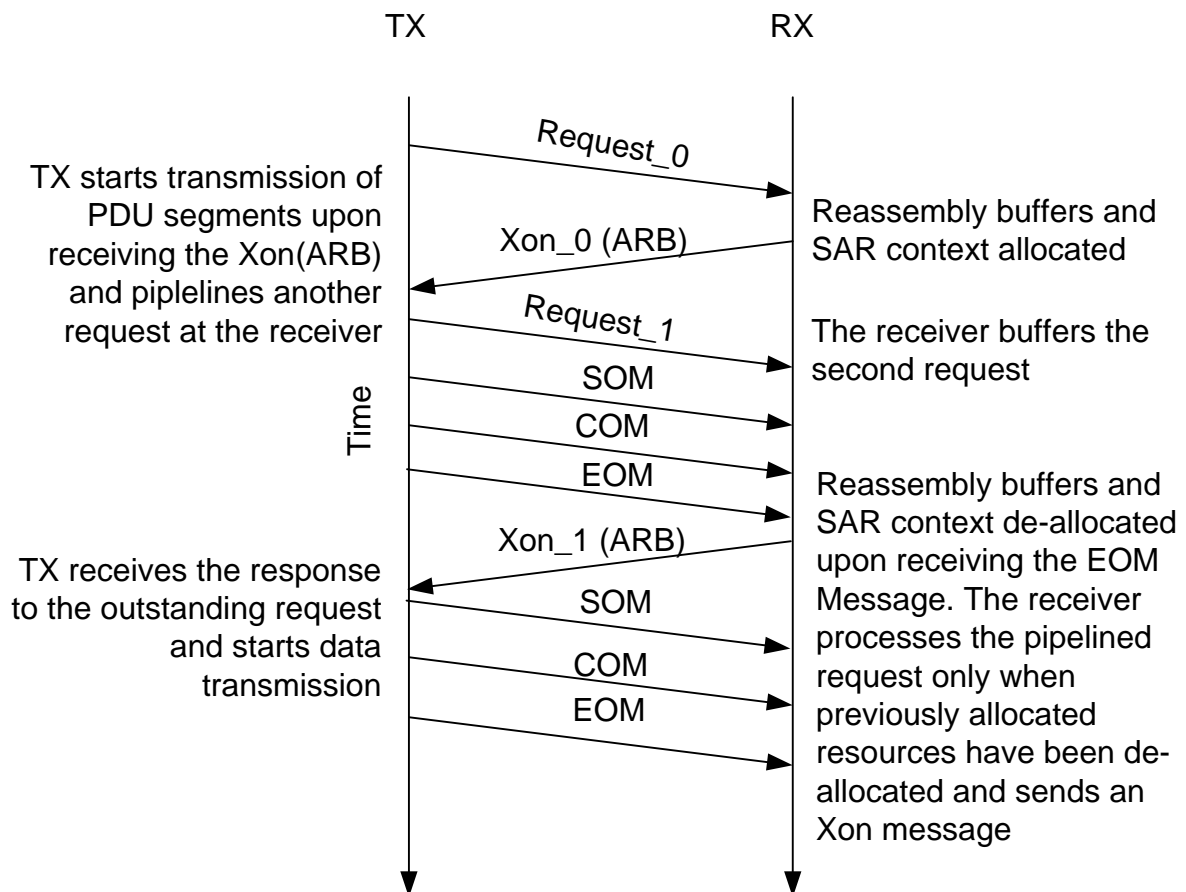 TX
RX
Request_0
TX starts transmission of
PDU segments upon
receiving the Xon(ARB)
and piplelines another
request at the receiver
Reassembly buffers and
SAR context allocated
Xon_0 (ARB)
Request_1
The receiver buffers the
second request
SOM
Time
COM
EOM
Reassembly buffers and
SAR context de-allocated
upon receiving the EOM
Message. The receiver
processes the pipelined
request only when
previously allocated
resources have been de-
allocated and sends an
Xon message
Xon_1 (ARB)
TX receives the response
to the outstanding request
and starts data
transmission
SOM
COM
EOM